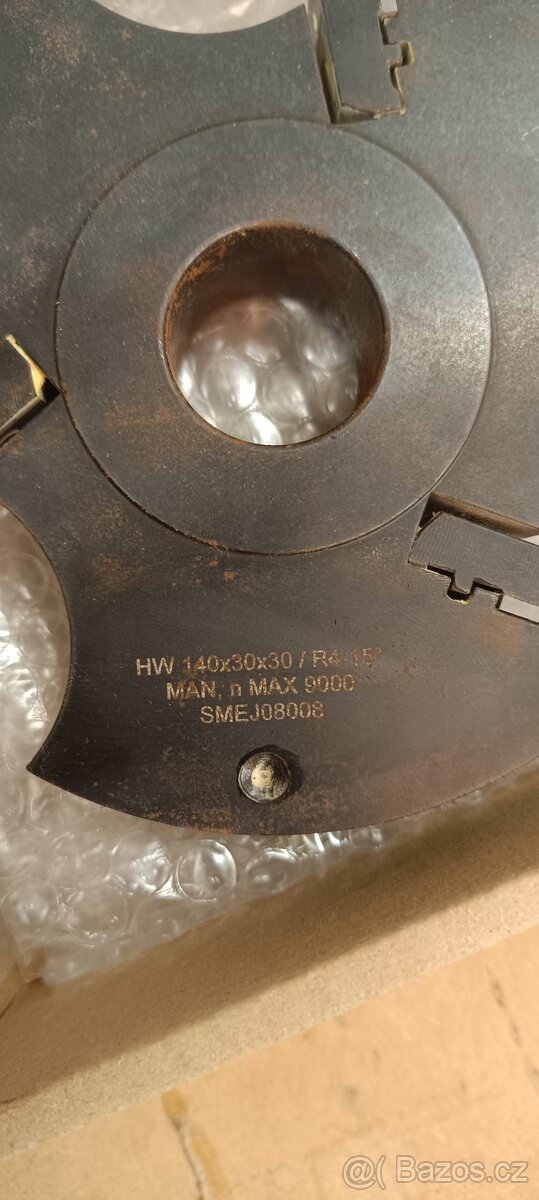 HW 140x30x30 / R4-15°
MAN, n MAX 9000
SMEJ08008
@( Bazos.cz